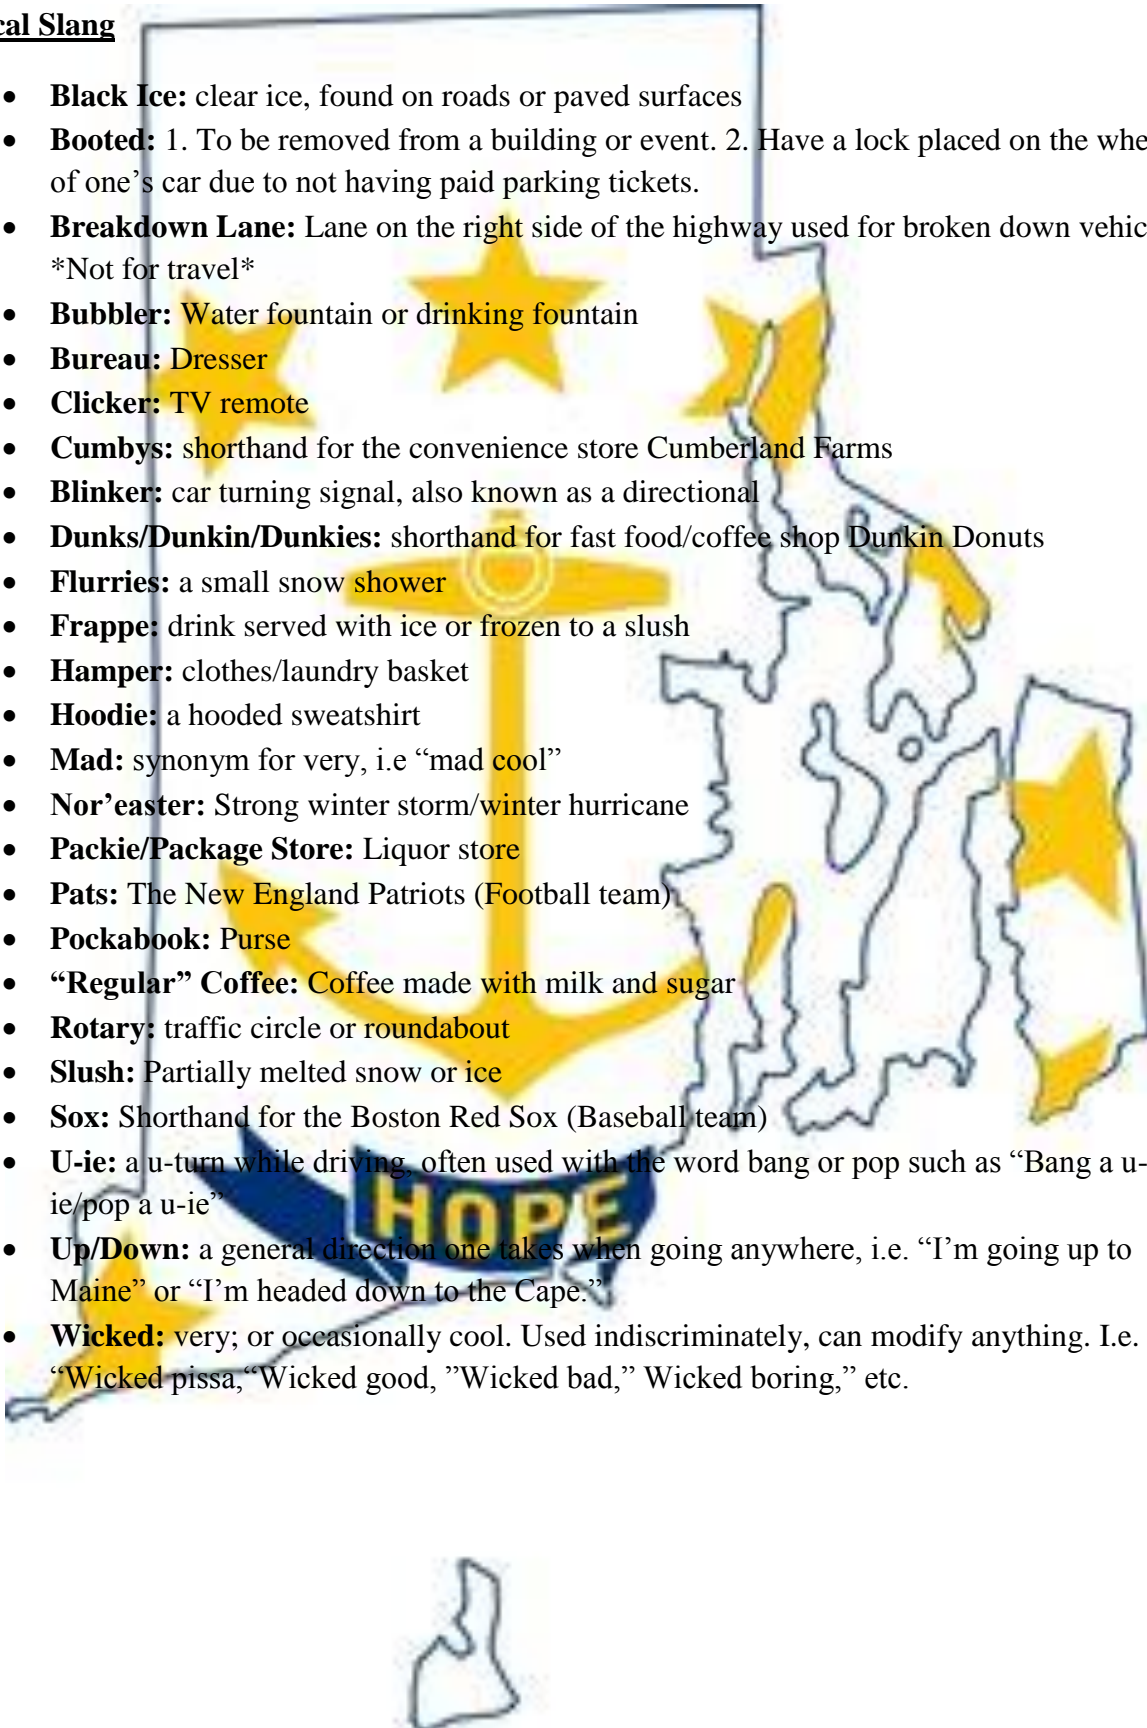 cal Slang
• Black Ice: clear ice, found on roads or paved surfaces
• Booted: 1. To be removed from a building or event. 2. Have a lock placed on the whe
of one’s car due to not having paid parking tickets.
• Breakdown Lane: Lane on the right side of the highway used for broken down vehic
*Not for travel*
• Bubbler: Water fountain or drinking fountain
• Bureau: Dresser
• Clicker: TV remote
• Cumbys: shorthand for the convenience store Cumberland Farms
• Blinker: car turning signal, also known as a directional
• Dunks/Dunkin/Dunkies: shorthand for fast food/coffee shop Dunkin Donuts
• Flurries: a small snow shower
• Frappe: drink served with ice or frozen to a slush
• Hamper: clothes/laundry basket
• Hoodie: a hooded sweatshirt
• Mad: synonym for very, i.e “mad cool”
• Nor’easter: Strong winter storm/winter hurricane
• Packie/Package Store: Liquor store
• Pats: The New England Patriots (Football team)
• Pockabook: Purse
• “Regular” Coffee: Coffee made with milk and sugar
• Rotary: traffic circle or roundabout
• Slush: Partially melted snow or ice
• Sox: Shorthand for the Boston Red Sox (Baseball team)
• U-ie: a u-turn while driving, often used with the word bang or pop such as “Bang a u-
ie/pop a u-ie”
HOPE
• Up/Down: a general direction one takes when going anywhere, i.e. “I’m going up to
Maine” or “I’m headed down to the Cape.”
• Wicked: very; or occasionally cool. Used indiscriminately, can modify anything. I.e.
“Wicked pissa,“Wicked good, ”Wicked bad,” Wicked boring,” etc.